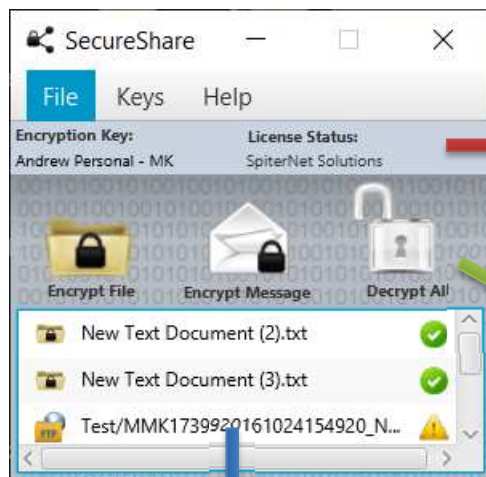 SecureShare
File Keys Help
Encryption Key: License Status:
Andrew Personal - MK SpiterNet Solutions
Encrypt File Encrypt Message Decrypt All
New Text Document (2).txt
New Text Document (3).txt
FTP Test/MMK1739920161024154920_N...